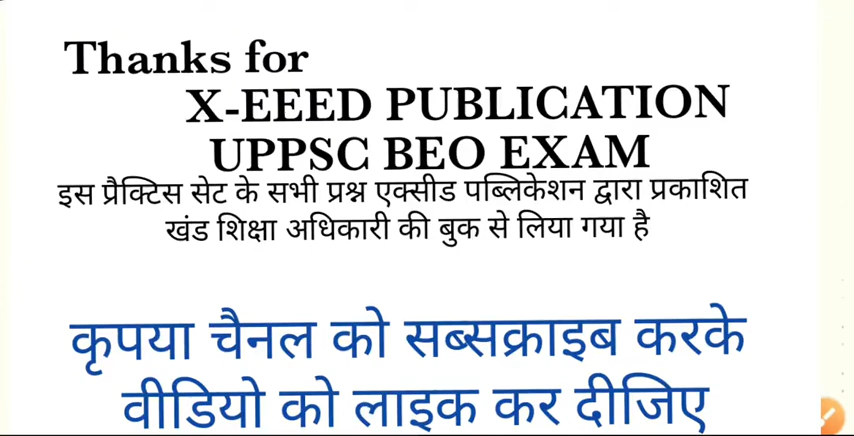 Thanks for
X-EEED PUBLICATION
UPPSC BEO EXAM
इस प्रैक्टिस सेट के सभी प्रश्न एक्सीड पब्लिकेशन द्वारा प्रकाशित
खंड शिक्षा अधिकारी की बुक से लिया गया है
कृपया चैनल को सब्सक्राइब करके
वीडियो को लाइक कर दीजिए